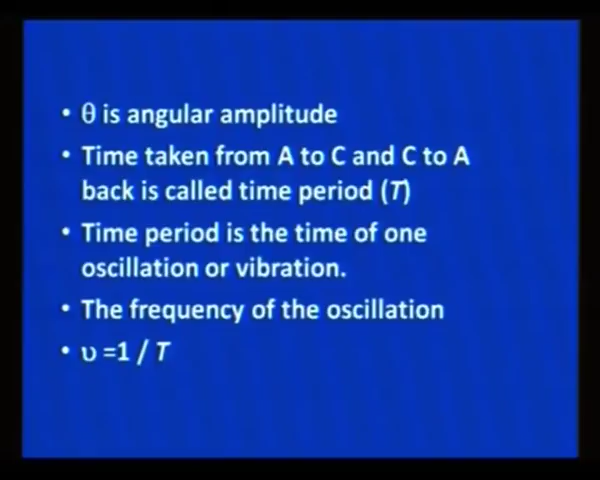 • θ is angular amplitude
• Time taken from A to C and C to A
back is called time period (T)
• Time period is the time of one
oscillation or vibration.
• The frequency of the oscillation
• υ =1 / T